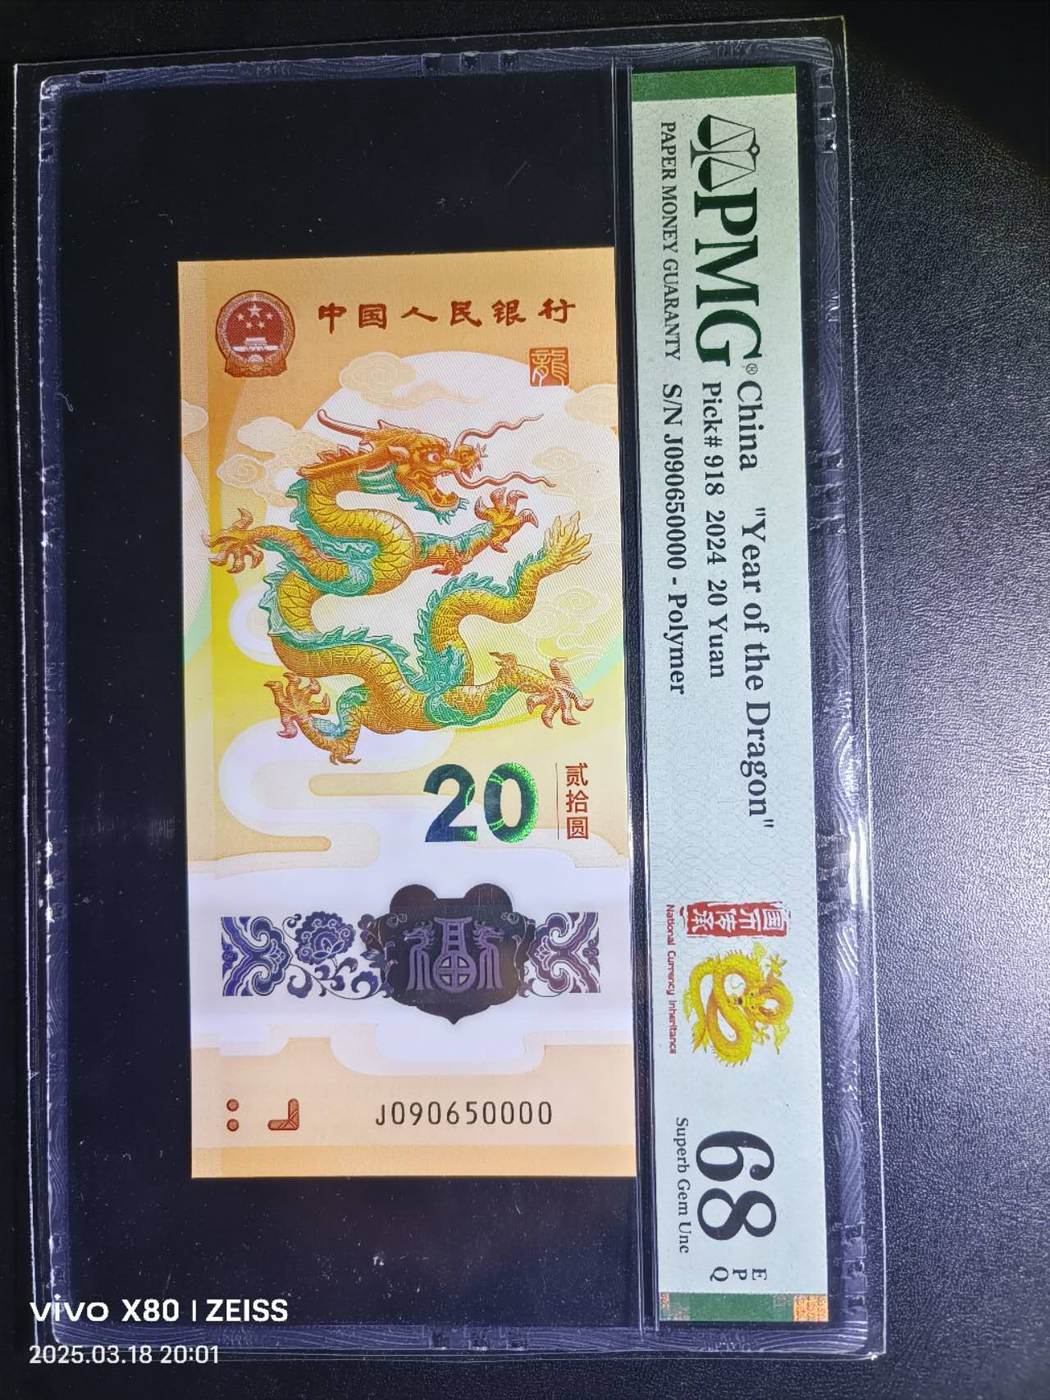 中国人民银行
龍
20
贰拾圆
福
J090650000
PMG®
PAPER MONEY GUARANTY
China "Year of the Dragon"
Pick# 918 2024 20 Yuan
S/N J090650000 - Polymer
国币传承
National Currency Inheritance
68
EPQ
Superb Gem Unc
vivo X80 | ZEISS
2025.03.18 20:01